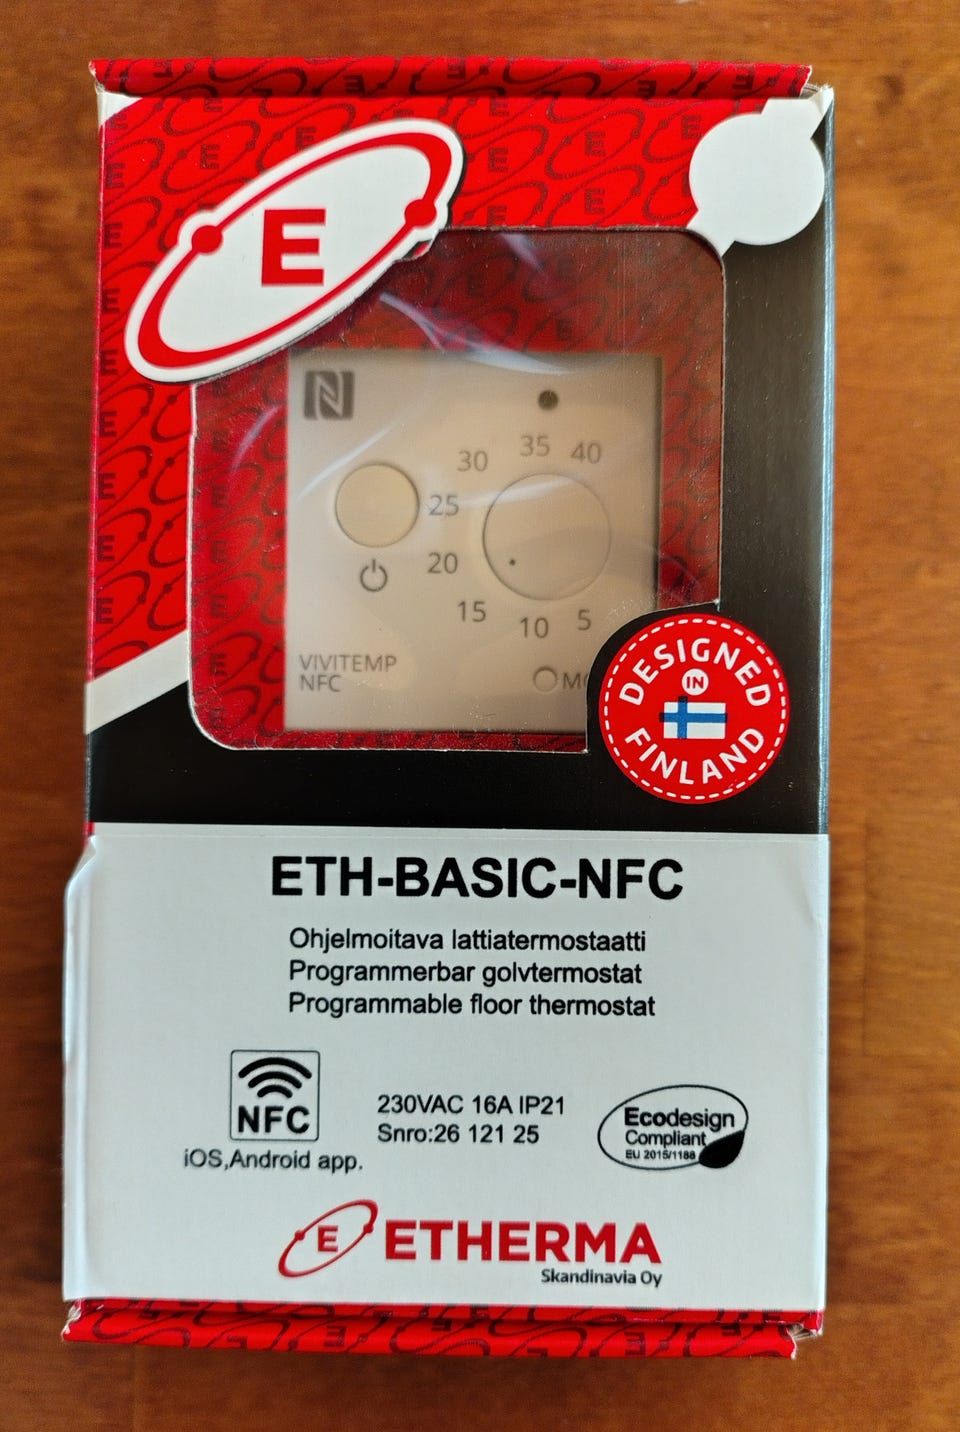 E
35
30
40
25
20
15
10
5
VIVITEMP
NFC
DESIGNED
IN
FINLAND
ETH-BASIC-NFC
Ohjelmoitava lattiatermostaatti
Programmerbar golvtermostat
Programmable floor thermostat
NFC
iOS,Android app.
230VAC 16A IP21
Snro:26 121 25
Ecodesign
Compliant
EU 2015/1188
E ETHERMA
Skandinavia Oy